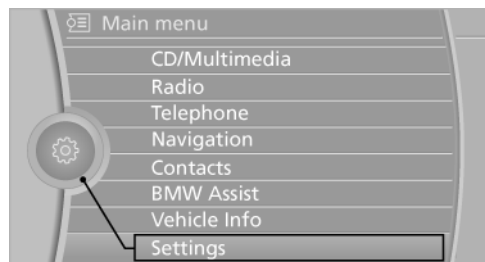 Main menu
CD/Multimedia
Radio
Telephone
Navigation
Contacts
BMW Assist
Vehicle Info
Settings